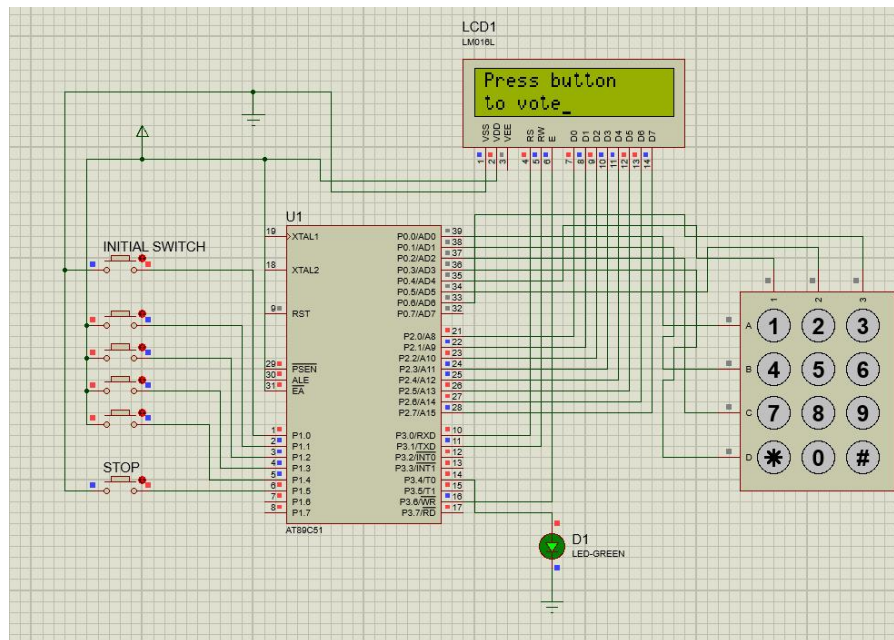 LCD1
LM016L
Press button
to vote_
VSS VDD VEE RS RW E D0 D1 D2 D3 D4 D5 D6 D7
1 2 3 4 5 6 7 8 9 10 11 12 13 14
U1
19 XTAL1
18 XTAL2
9 RST
29 PSEN
30 ALE
31 EA
1 P1.0
2 P1.1
3 P1.2
4 P1.3
5 P1.4
6 P1.5
7 P1.6
8 P1.7
P0.0/AD0 39
P0.1/AD1 38
P0.2/AD2 37
P0.3/AD3 36
P0.4/AD4 35
P0.5/AD5 34
P0.6/AD6 33
P0.7/AD7 32
P2.0/A8 21
P2.1/A9 22
P2.2/A10 23
P2.3/A11 24
P2.4/A12 25
P2.5/A13 26
P2.6/A14 27
P2.7/A15 28
P3.0/RXD 10
P3.1/TXD 11
P3.2/INT0 12
P3.3/INT1 13
P3.4/T0 14
P3.5/T1 15
P3.6/WR 16
P3.7/RD 17
AT89C51
INITIAL SWITCH
STOP
D1
LED-GREEN
1 2 3
A 1 2 3
B 4 5 6
C 7 8 9
D * 0 #